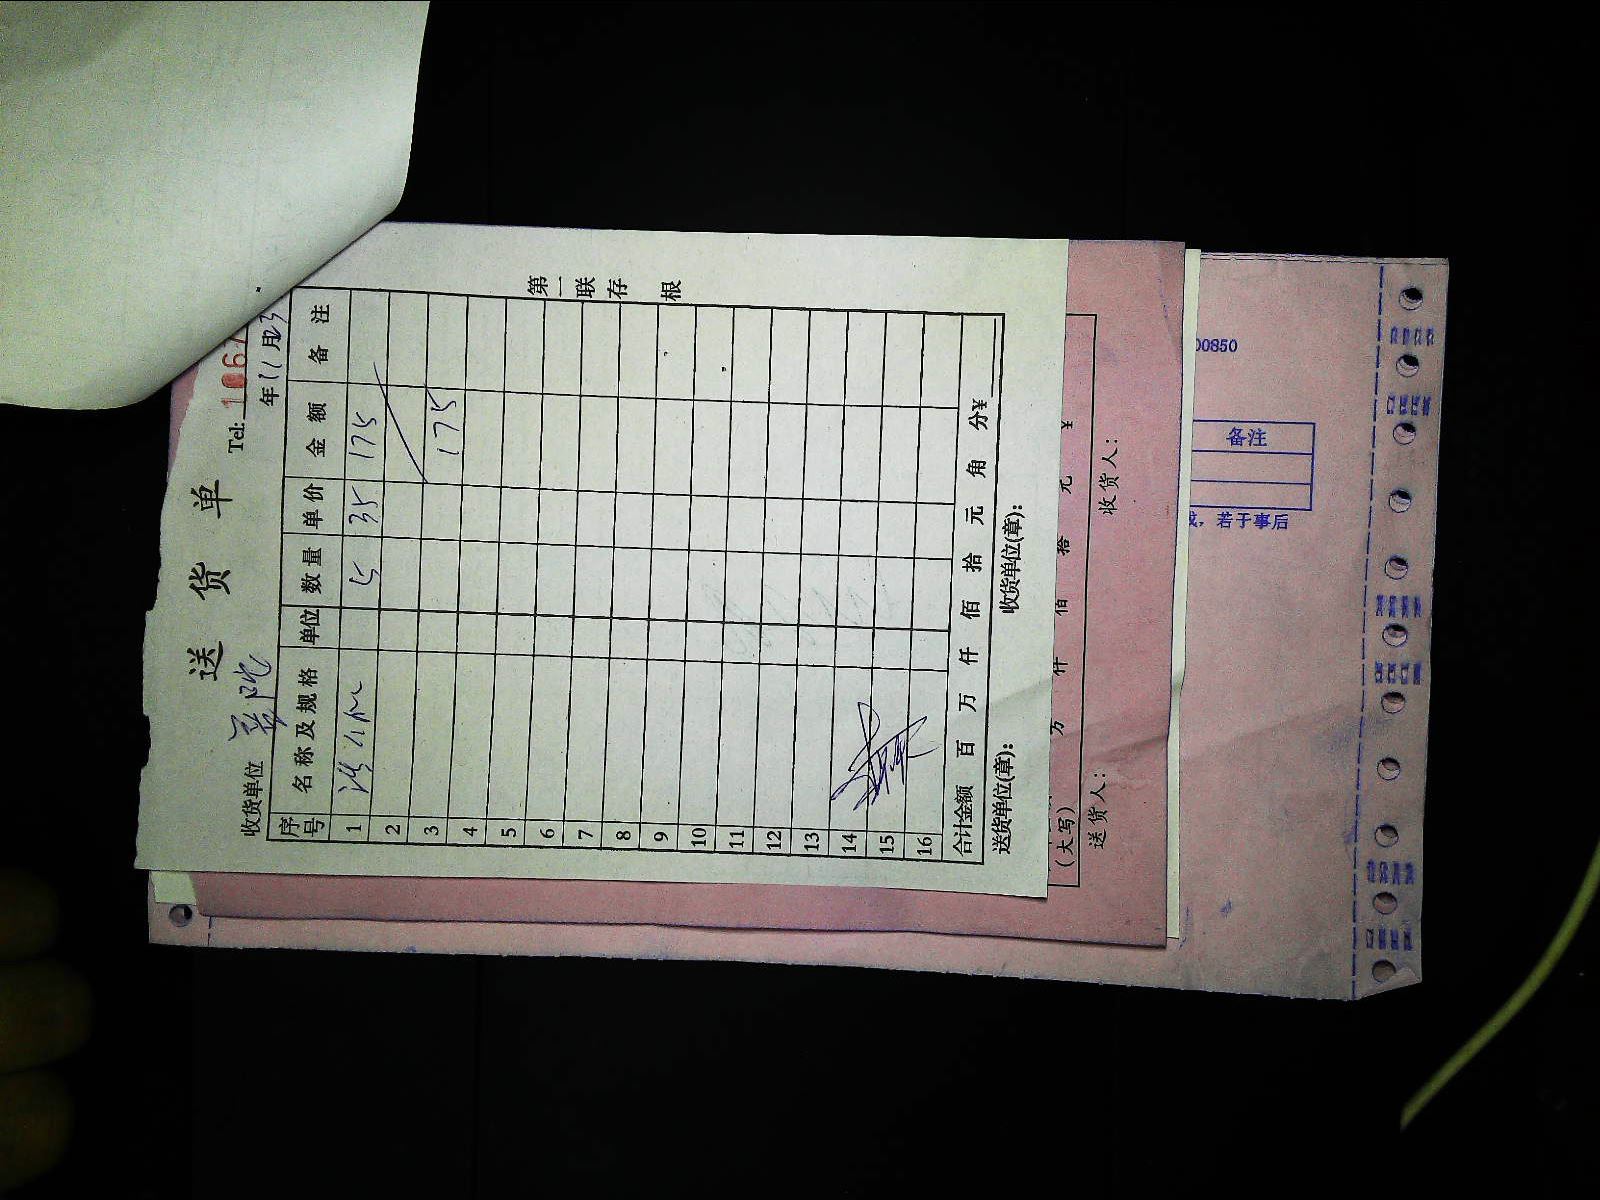 送 货 单
Tel:
收货单位
年11月23
序号 名称及规格 单位 数量 单价 金额 备注
1 5 35 175
2
3 175
4
5
6
7
8
9
10
11
12
13
14
15
16
合计金额 百 万 仟 佰 拾 元 角 分¥
送货单位(章): 收货单位(章):
第一联存根
(大写) 万 仟 佰 拾 元 ¥
送货人: 收货人:
00850
备注
若于事后